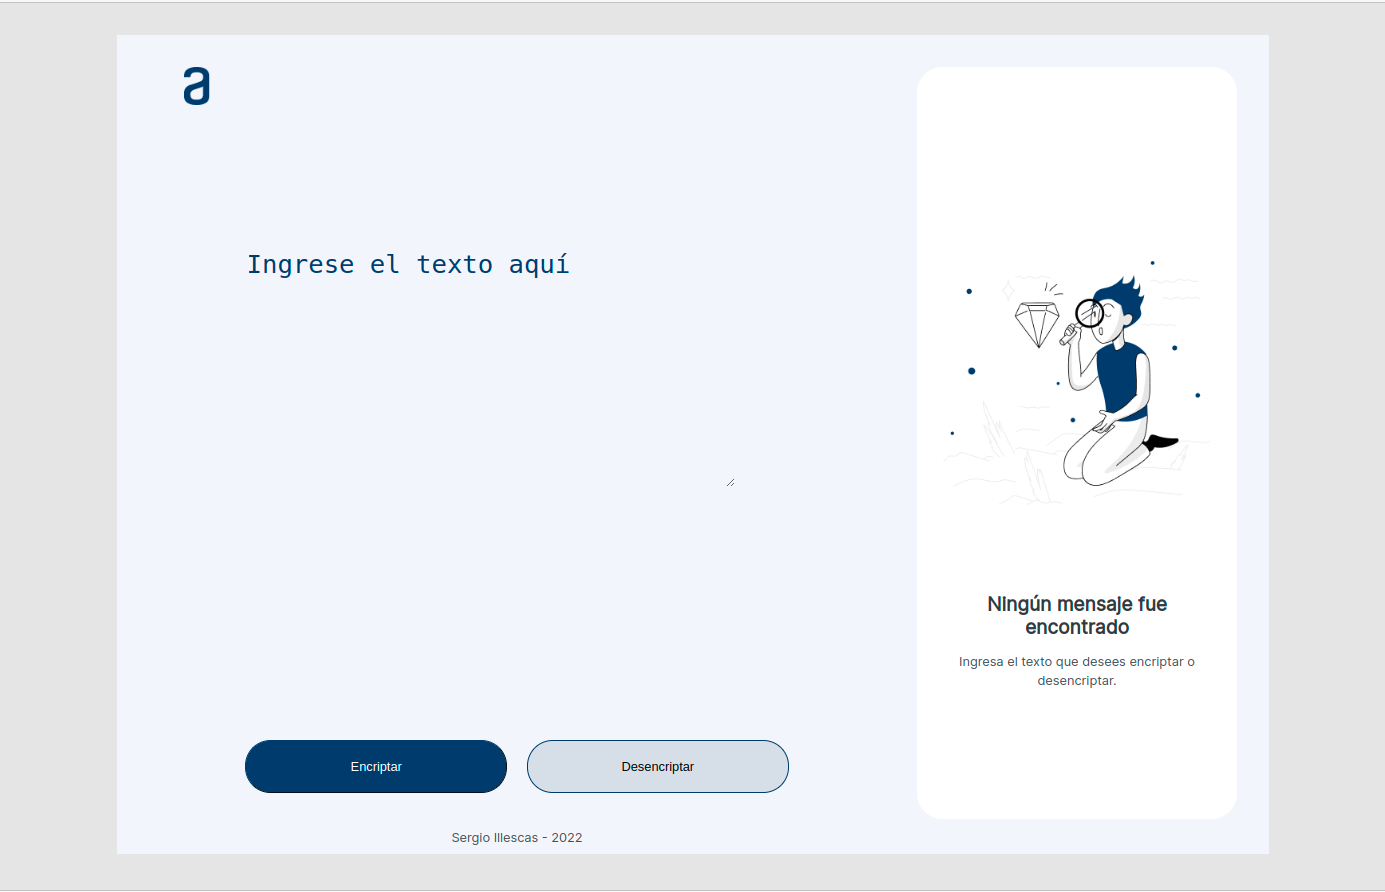 a
Ingrese el texto aquí
Ningún mensaje fue
encontrado
Ingresa el texto que desees encriptar o
desencriptar.
Encriptar
Desencriptar
Sergio Illescas - 2022